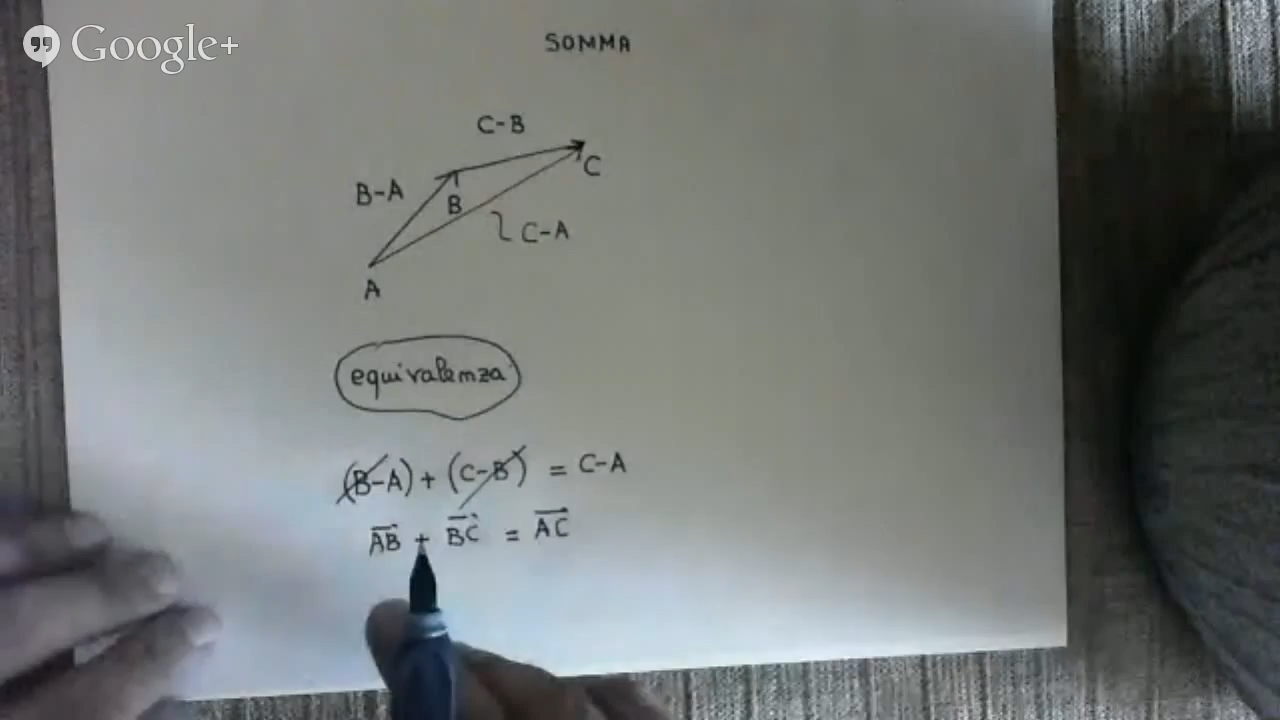 Google+
SOMMA
C-B
B-A
C
B
C-A
A
equivalenza
(B-A) + (C-B) = C-A
AB + BC = AC